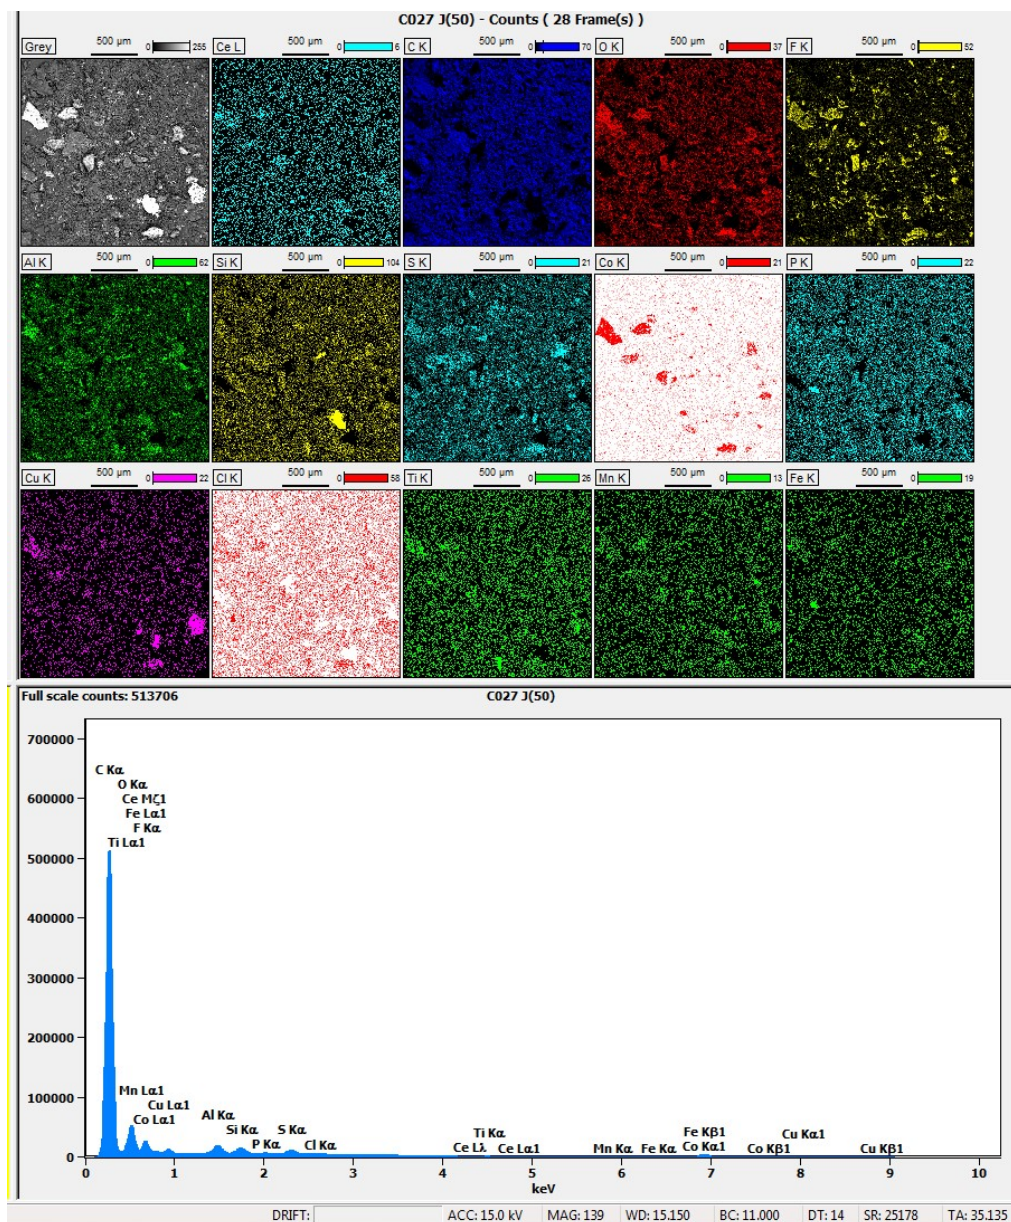 C027 J(50) - Counts ( 28 Frame(s) )
Grey 500 µm 0 255 Ce L 500 µm 0 6 C K 500 µm 0 70 O K 500 µm 0 37 F K 500 µm 0 52
Al K 500 µm 0 62 Si K 500 µm 0 104 S K 500 µm 0 21 Co K 500 µm 0 21 P K 500 µm 0 22
Cu K 500 µm 0 22 Cl K 500 µm 0 58 Ti K 500 µm 0 26 Mn K 500 µm 0 13 Fe K 500 µm 0 19
Full scale counts: 513706 C027 J(50)
700000
C Kα
O Kα
600000
Ce Mζ1
Fe Lα1
F Kα
Ti Lα1
500000
400000
300000
200000
Mn Lα1
100000
Cu Lα1
Co Lα1
Al Kα
Si Kα
P Kα
S Kα
Cl Kα
Ce Lλ
Ti Kα
Ce Lα1
Mn Kα
Fe Kα
Fe Kβ1
Co Kα1
Co Kβ1
Cu Kα1
Cu Kβ1
0
0 1 2 3 4 5 6 7 8 9 10
keV
DRIFT: ACC: 15.0 kV MAG: 139 WD: 15.150 BC: 11.000 DT: 14 SR: 25178 TA: 35.135